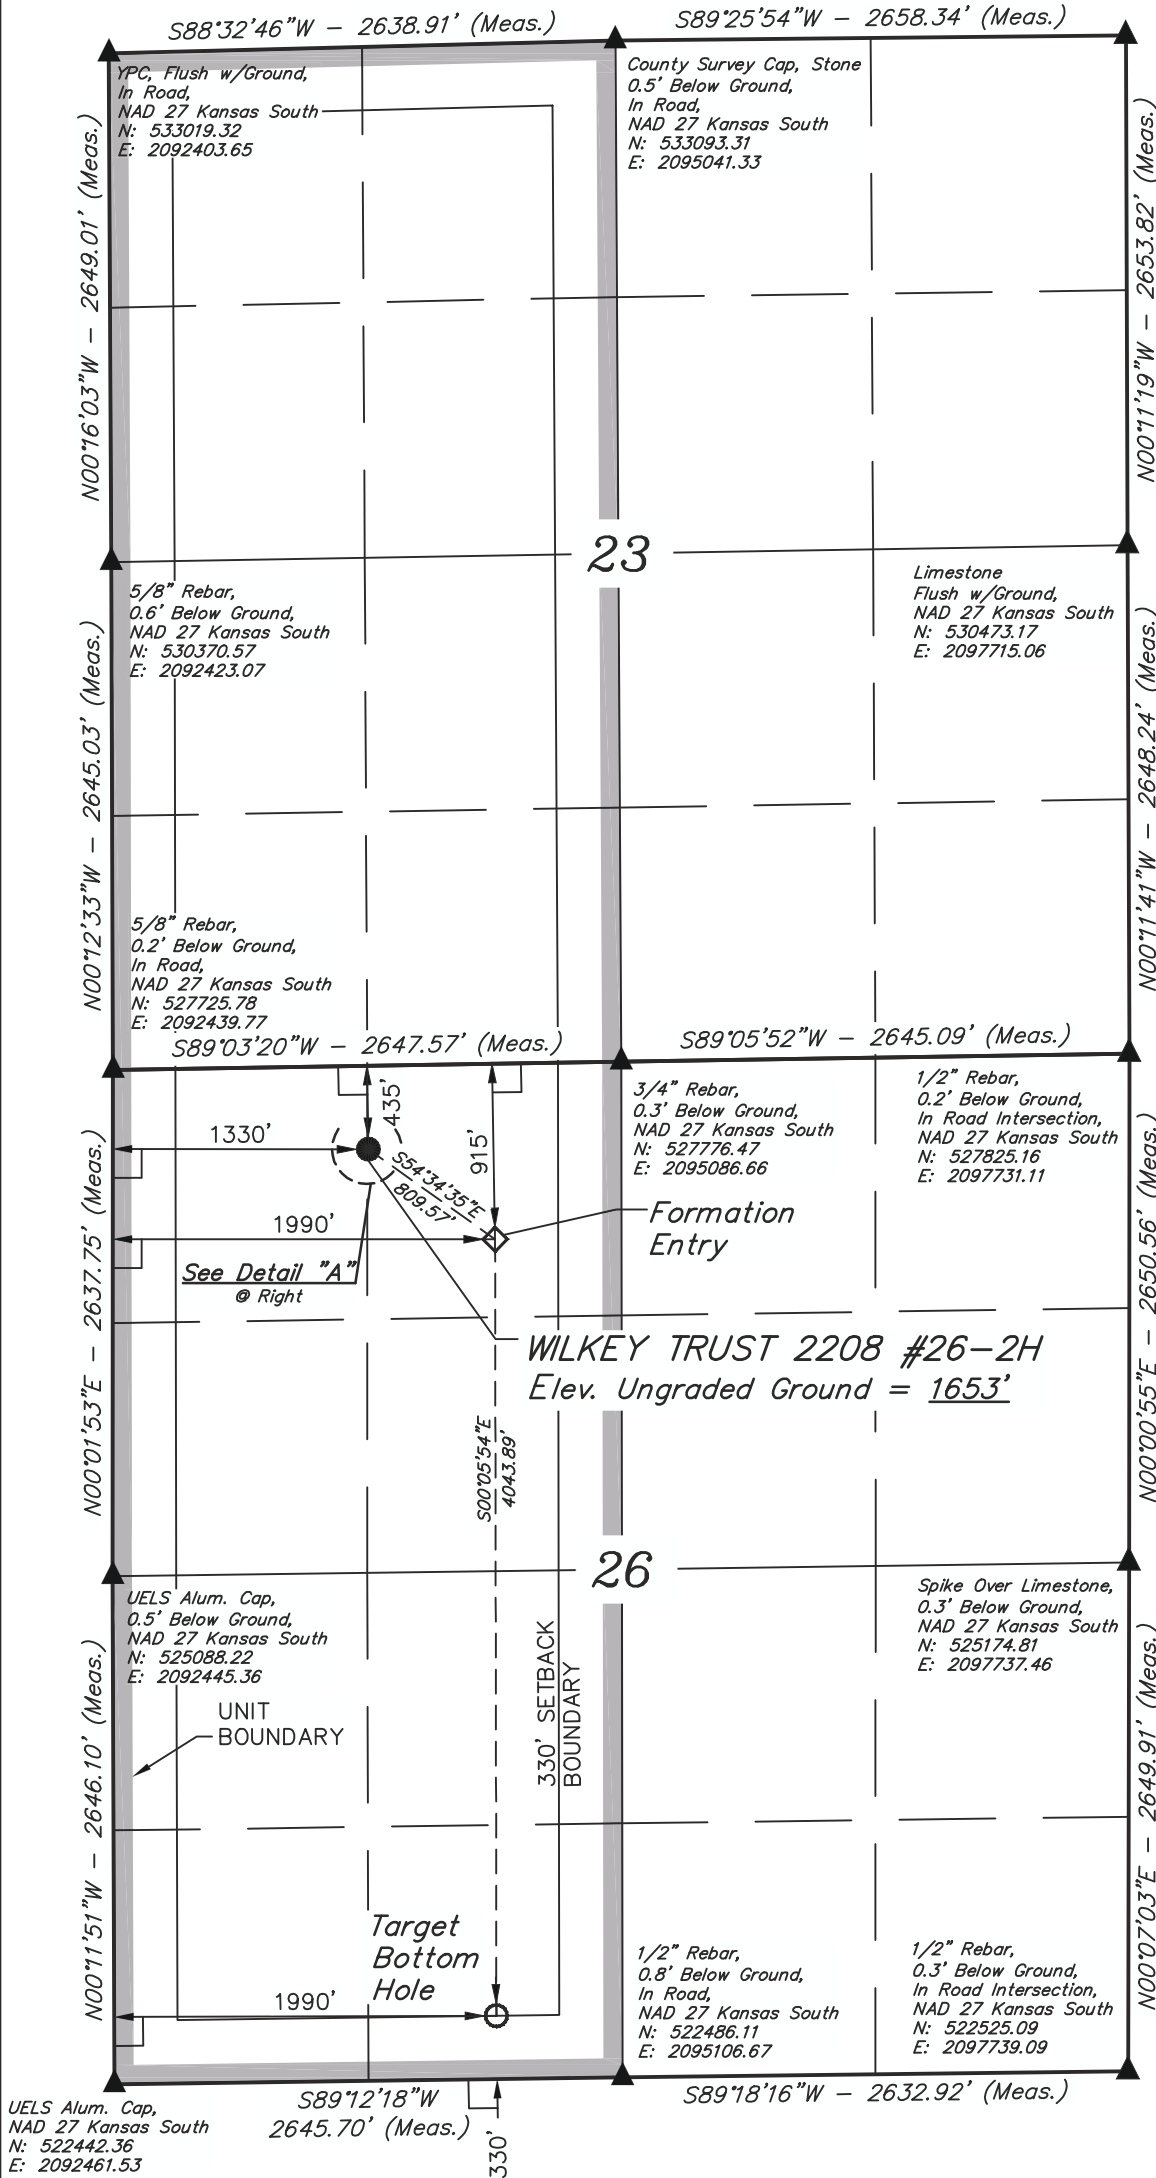 S88°32'46"W - 2638.91' (Meas.)
S89°25'54"W - 2658.34' (Meas.)
YPC, Flush w/Ground,
In Road,
NAD 27 Kansas South
N: 533019.32
E: 2092403.65
County Survey Cap, Stone
0.5' Below Ground,
In Road,
NAD 27 Kansas South
N: 533093.31
E: 2095041.33
N00°16'03"W - 2649.01' (Meas.)
N00°11'19"W - 2653.82' (Meas.)
23
5/8" Rebar,
0.6' Below Ground,
NAD 27 Kansas South
N: 530370.57
E: 2092423.07
Limestone
Flush w/Ground,
NAD 27 Kansas South
N: 530473.17
E: 2097715.06
N00°12'33"W - 2645.03' (Meas.)
N00°11'41"W - 2648.24' (Meas.)
5/8" Rebar,
0.2' Below Ground,
In Road,
NAD 27 Kansas South
N: 527725.78
E: 2092439.77
S89°03'20"W - 2647.57' (Meas.)
S89°05'52"W - 2645.09' (Meas.)
3/4" Rebar,
0.3' Below Ground,
NAD 27 Kansas South
N: 527776.47
E: 2095086.66
1/2" Rebar,
0.2' Below Ground,
In Road Intersection,
NAD 27 Kansas South
N: 527825.16
E: 2097731.11
435'
1330'
915'
S54°34'35"E
809.57'
1990'
Formation
Entry
See Detail "A"
@ Right
N00°01'53"E - 2637.75' (Meas.)
N00°00'55"E - 2650.56' (Meas.)
WILKEY TRUST 2208 #26-2H
Elev. Ungraded Ground = 1653'
S00°05'54"E
4043.89'
26
UELS Alum. Cap,
0.5' Below Ground,
NAD 27 Kansas South
N: 525088.22
E: 2092445.36
Spike Over Limestone,
0.3' Below Ground,
NAD 27 Kansas South
N: 525174.81
E: 2097737.46
UNIT
BOUNDARY
330' SETBACK
BOUNDARY
N00°11'51"W - 2646.10' (Meas.)
N00°07'03"E - 2649.91' (Meas.)
Target
Bottom
Hole
1990'
1/2" Rebar,
0.8' Below Ground,
In Road,
NAD 27 Kansas South
N: 522486.11
E: 2095106.67
1/2" Rebar,
0.3' Below Ground,
In Road Intersection,
NAD 27 Kansas South
N: 522525.09
E: 2097739.09
S89°12'18"W
2645.70' (Meas.)
S89°18'16"W - 2632.92' (Meas.)
330'
UELS Alum. Cap,
NAD 27 Kansas South
N: 522442.36
E: 2092461.53